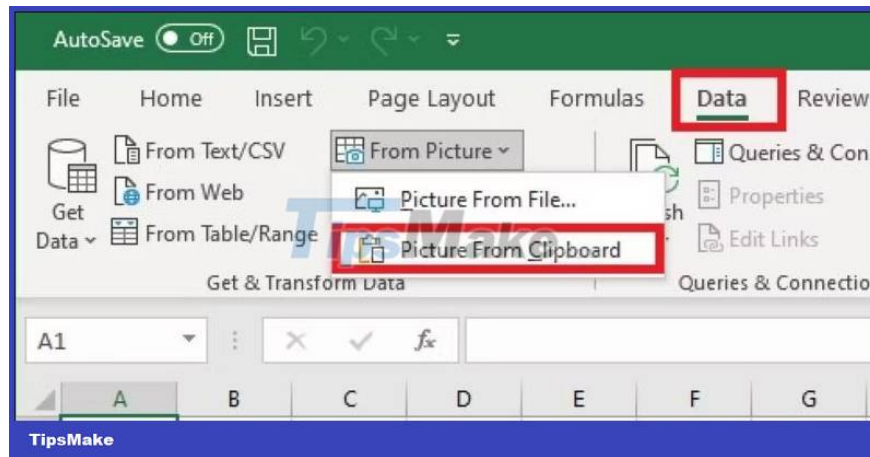 AutoSave Off
File Home Insert Page Layout Formulas Data Review
From Text/CSV From Picture Queries & Con
From Web Picture From File... Properties
Get
Data From Table/Range Picture From Clipboard sh Edit Links
TipsMake
Get & Transform Data Queries & Connectio
A1 fx
A B C D E F G
TipsMake